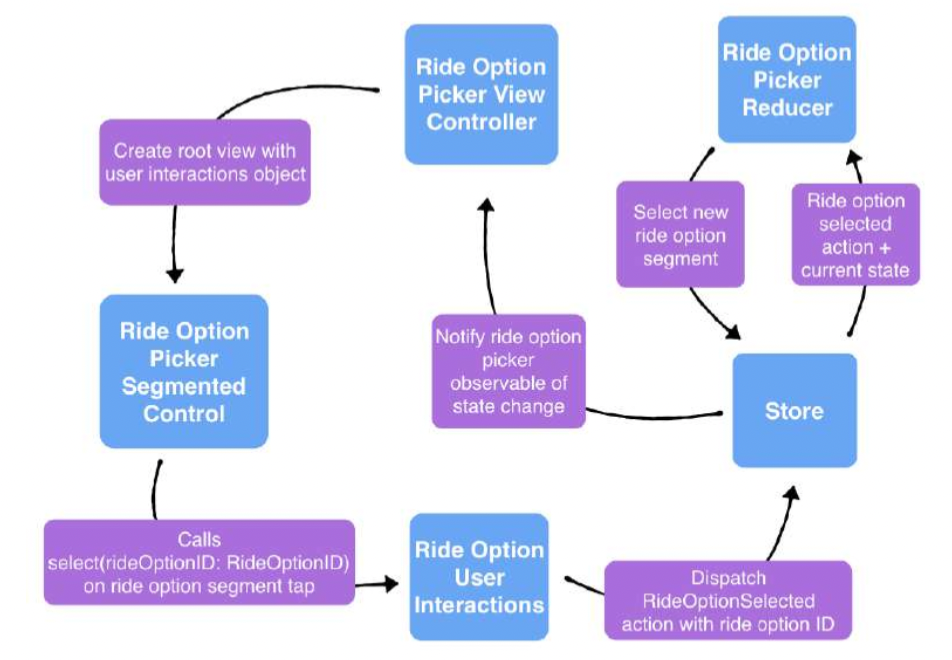 Ride Option
Picker View
Controller
Ride Option
Picker
Reducer
Create root view with
user interactions object
Select new
ride option
segment
Ride option
selected
action +
current state
Ride Option
Picker
Segmented
Control
Notify ride option
picker
observable of
state change
Store
Calls
select(rideOptionID: RideOptionID)
on ride option segment tap
Ride Option
User
Interactions
Dispatch
RideOptionSelected
action with ride option ID